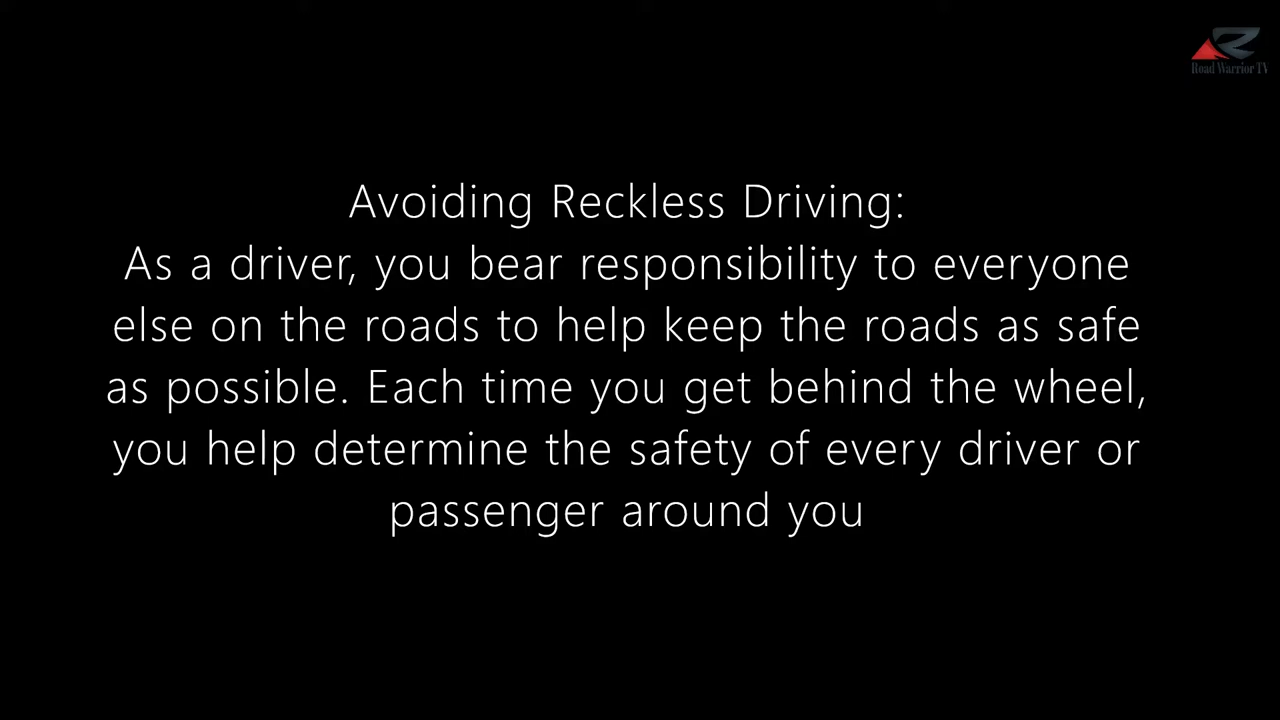 Road Warrior TV
Avoiding Reckless Driving:
As a driver, you bear responsibility to everyone
else on the roads to help keep the roads as safe
as possible. Each time you get behind the wheel,
you help determine the safety of every driver or
passenger around you